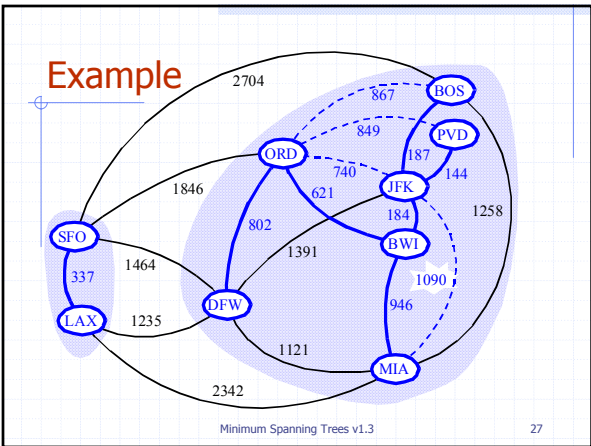 Example
2704
BOS
867
849
PVD
ORD
740
187
144
1846
JFK
621
184
1258
SFO
802
1391
BWI
1464
337
1090
DFW
946
LAX
1235
1121
MIA
2342
Minimum Spanning Trees v1.3
27